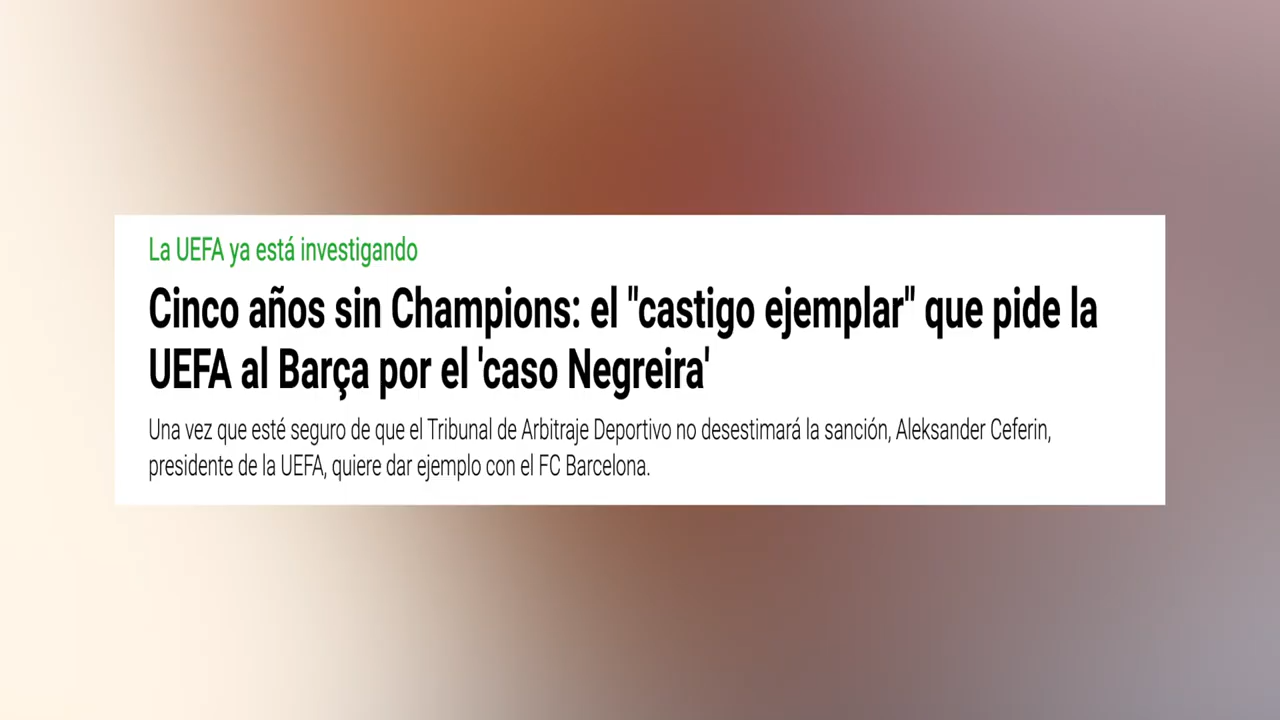 La UEFA ya está investigando
Cinco años sin Champions: el "castigo ejemplar" que pide la
UEFA al Barça por el 'caso Negreira'
Una vez que esté seguro de que el Tribunal de Arbitraje Deportivo no desestimará la sanción, Aleksander Ceferin,
presidente de la UEFA, quiere dar ejemplo con el FC Barcelona.